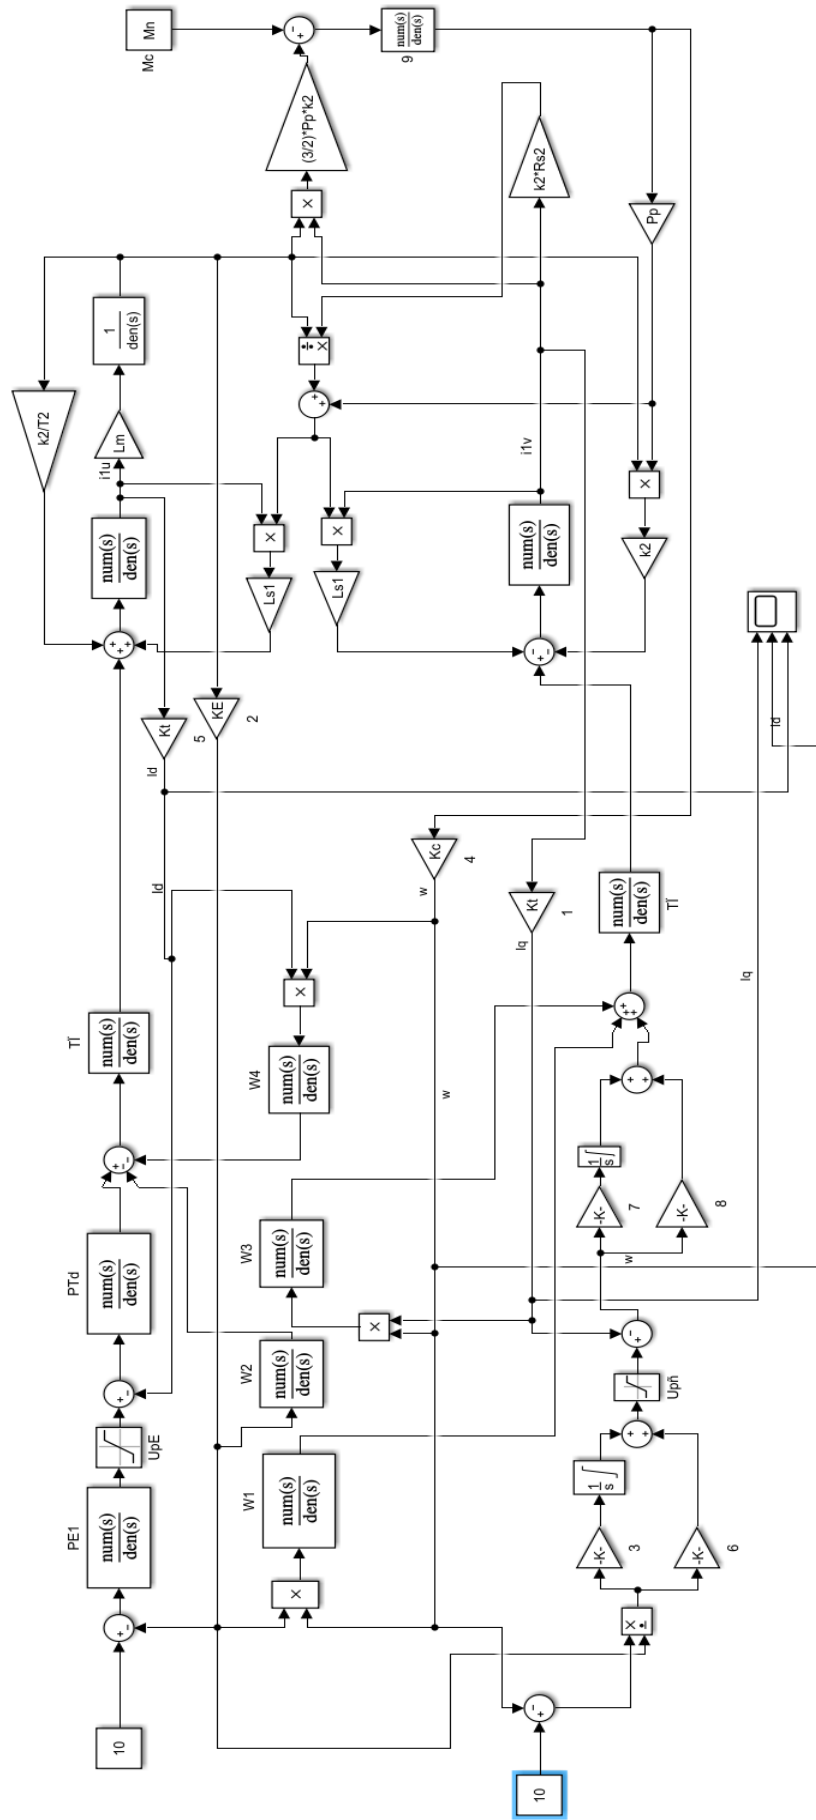 k2/T2
PE1
PTd
TЇ
i1u
10
+
-
num(s)
den(s)
UpE
+
-
num(s)
den(s)
+
-
-
num(s)
den(s)
+
+
+
num(s)
den(s)
Lm
1
den(s)
Mc
Mn
Id
Id
Kt
5
KE
2
W1
W2
W3
W4
×
num(s)
den(s)
num(s)
den(s)
num(s)
den(s)
num(s)
den(s)
×
Ls1
×
×
(3/2)*Pp*k2
-
+
×
÷
×
+
+
Ls1
×
×
w
w
Kc
4
num(s)
den(s)
9
Iq
Kt
1
i1v
10
+
-
-
+
-
num(s)
den(s)
k2*Rs2
-K-
3
1
s
-K-
7
1
s
×
÷
+
+
Upñ
+
-
w
+
+
+
+
+
num(s)
den(s)
TЇ
k2
×
Pp
-K-
6
-K-
8
Iq
Id